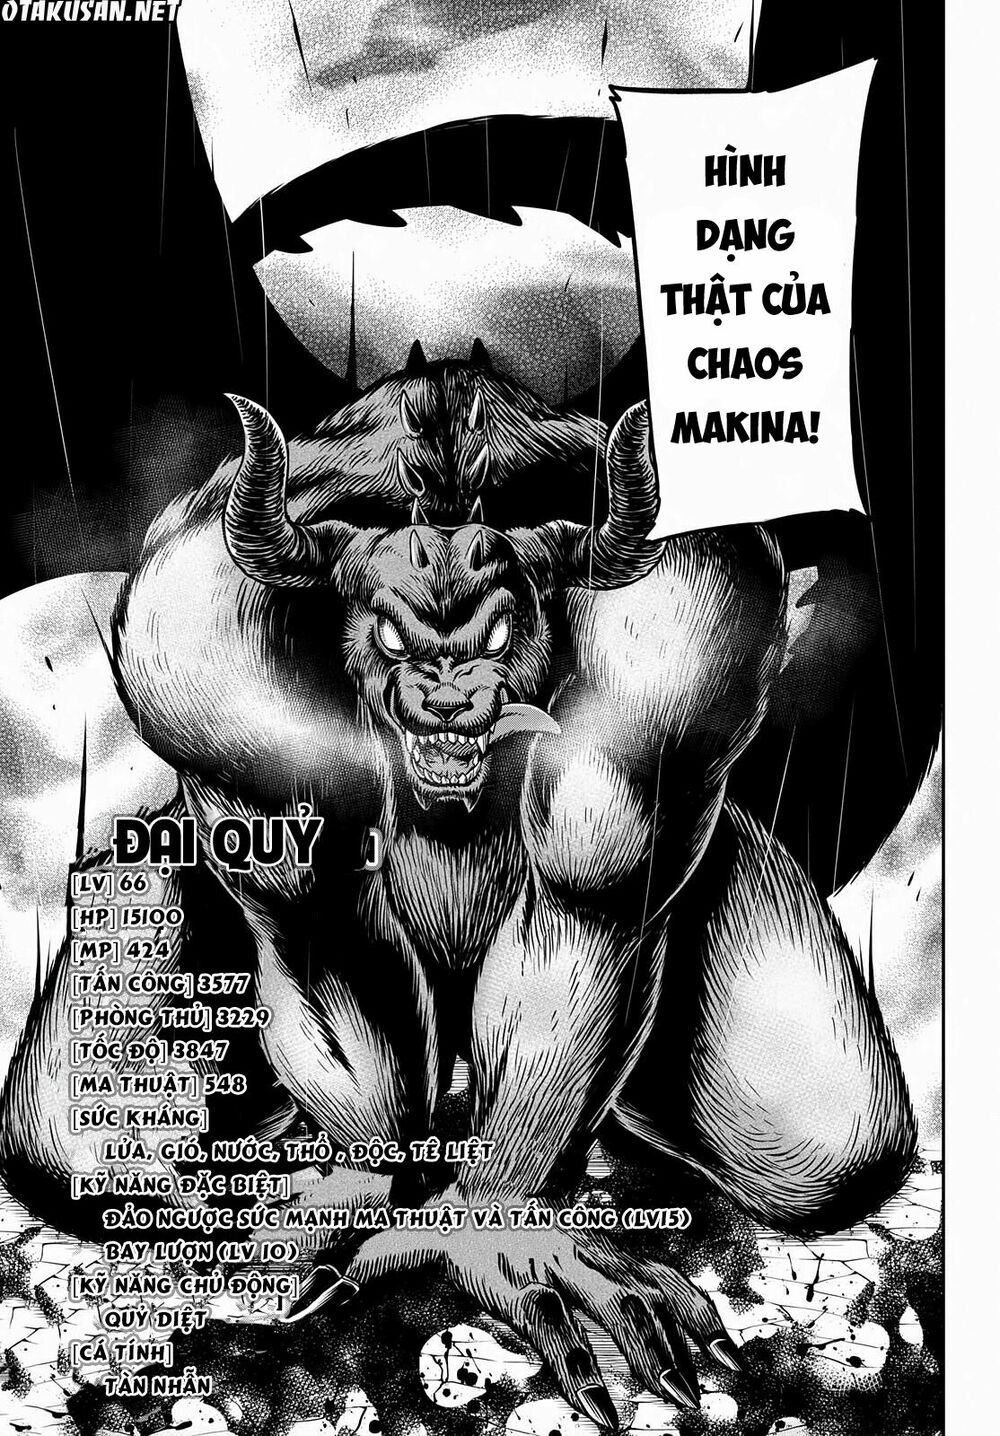 OTAKUSAN.NET
HÌNH
DẠNG
THẬT CỦA
CHAOS
MAKINA!
ĐẠI QUỶ
[LV] 66
[HP] 15100
[MP] 424
[TẤN CÔNG] 3577
[PHÒNG THỦ] 3229
[TỐC ĐỘ] 3847
[MA THUẬT] 548
[SỨC KHÁNG]
LỬA, GIÓ, NƯỚC, THỔ , ĐỘC, TÊ LIỆT
[KỸ NĂNG ĐẶC BIỆT]
ĐẢO NGƯỢC SỨC MẠNH MA THUẬT VÀ TẤN CÔNG (LV15)
BAY LƯỢN (LV 10)
[KỸ NĂNG CHỦ ĐỘNG]
QUỶ DIỆT
[CÁ TÍNH]
TÀN NHẪN